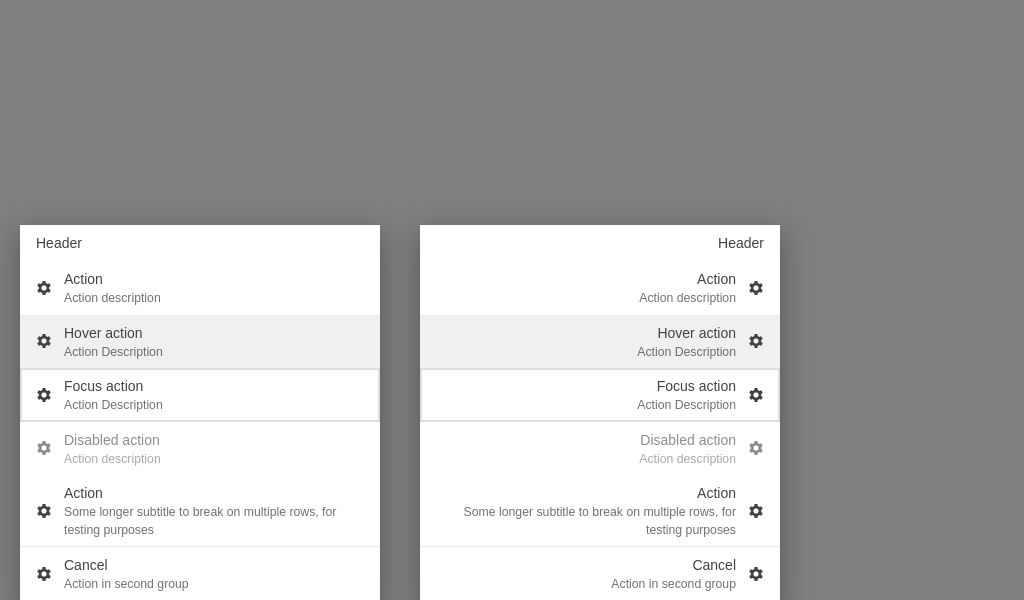 Header
Action
Action description
Hover action
Action Description
Focus action
Action Description
Disabled action
Action description
Action
Some longer subtitle to break on multiple rows, for
testing purposes
Cancel
Action in second group
Header
Action
Action description
Hover action
Action Description
Focus action
Action Description
Disabled action
Action description
Action
Some longer subtitle to break on multiple rows, for
testing purposes
Cancel
Action in second group